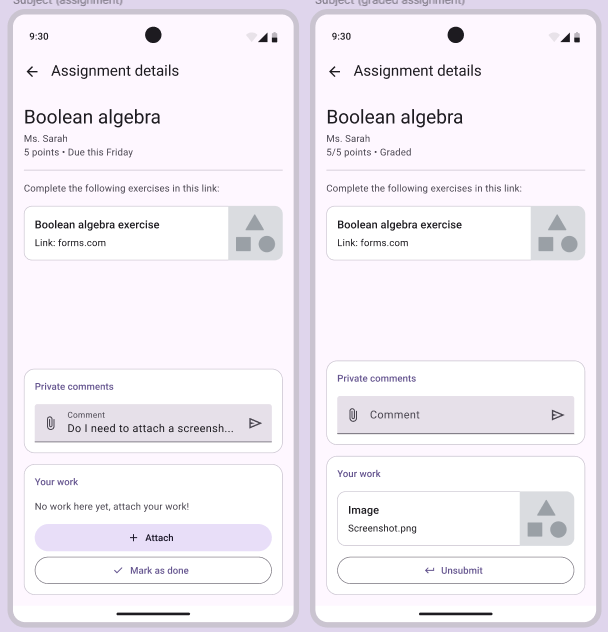 Subject (assignment)
9:30
Assignment details
Boolean algebra
Ms. Sarah
5 points • Due this Friday
Complete the following exercises in this link:
Boolean algebra exercise
Link: forms.com
Private comments
Comment
Do I need to attach a screensh...
Your work
No work here yet, attach your work!
Attach
Mark as done
Subject (graded assignment)
9:30
Assignment details
Boolean algebra
Ms. Sarah
5/5 points • Graded
Complete the following exercises in this link:
Boolean algebra exercise
Link: forms.com
Private comments
Comment
Your work
Image
Screenshot.png
Unsubmit